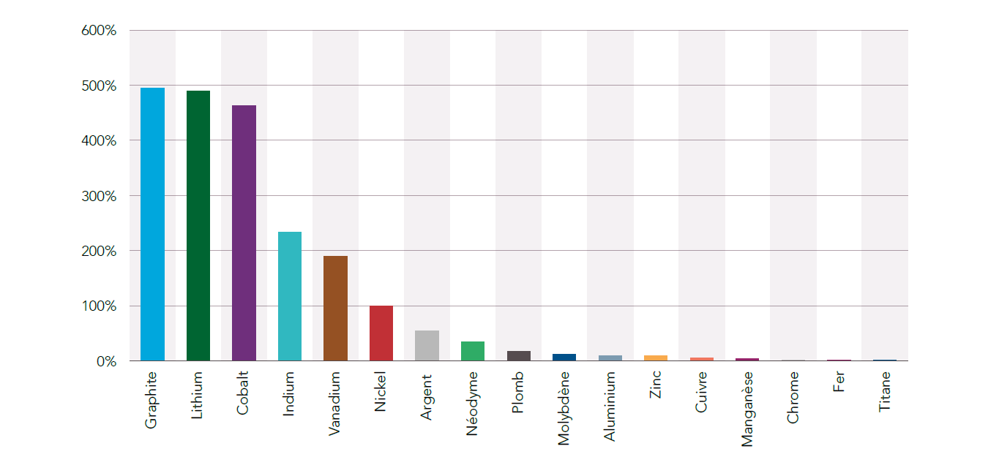 600%
500%
400%
300%
200%
100%
0%
Graphite
Lithium
Cobalt
Indium
Vanadium
Nickel
Argent
Néodyme
Plomb
Molybdène
Aluminium
Zinc
Cuivre
Manganèse
Chrome
Fer
Titane